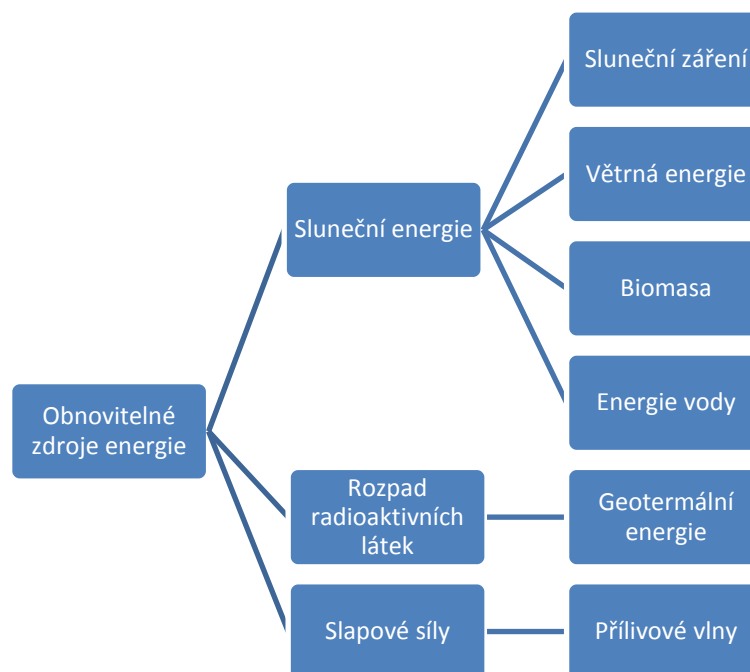 Sluneční záření
Větrná energie
Sluneční energie
Biomasa
Energie vody
Obnovitelné
zdroje energie
Rozpad
radioaktivních
látek
Geotermální
energie
Slapové síly
Přílivové vlny